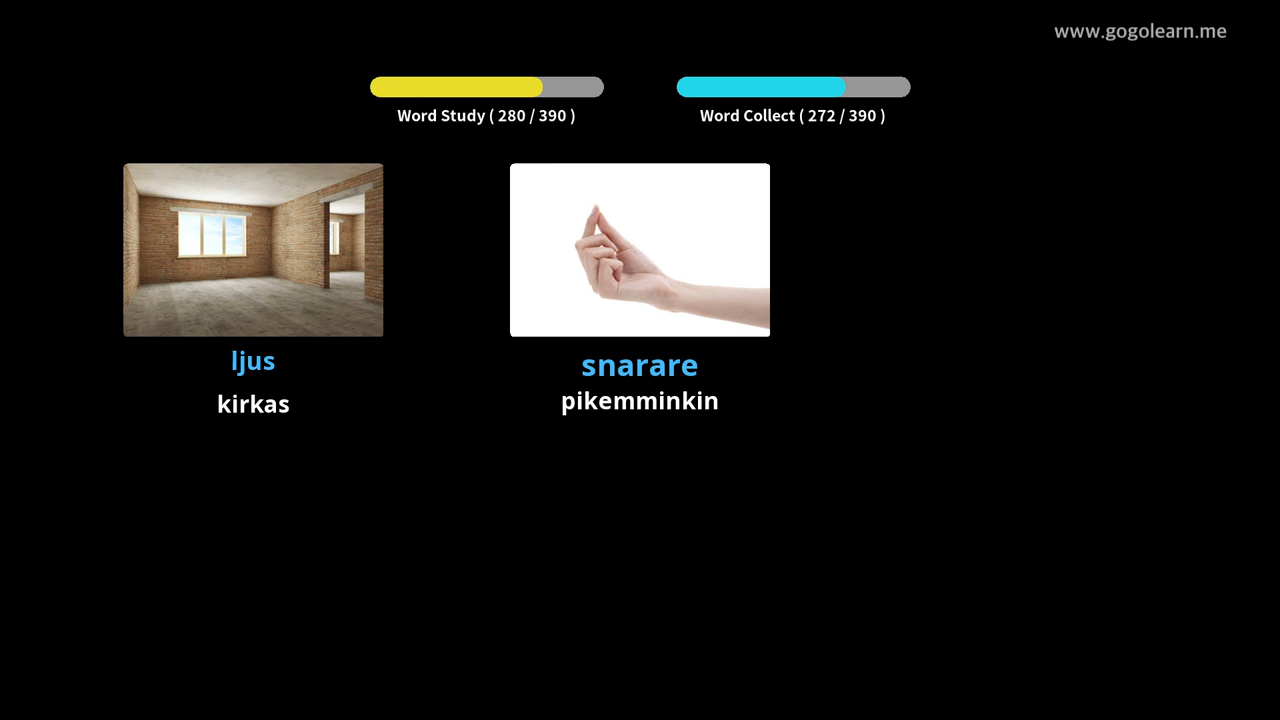 www.gogolearn.me
Word Study ( 280 / 390 )
Word Collect ( 272 / 390 )
ljus
kirkas
snarare
pikemminkin